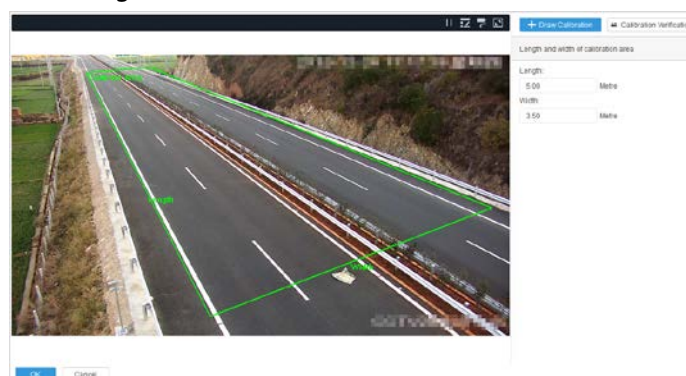 + Draw Calibration
Calibration Verificatio
Length and width of calibration area
Length:
5.00 Metre
Width:
3.50 Metre
Length
Width
OK Cancel